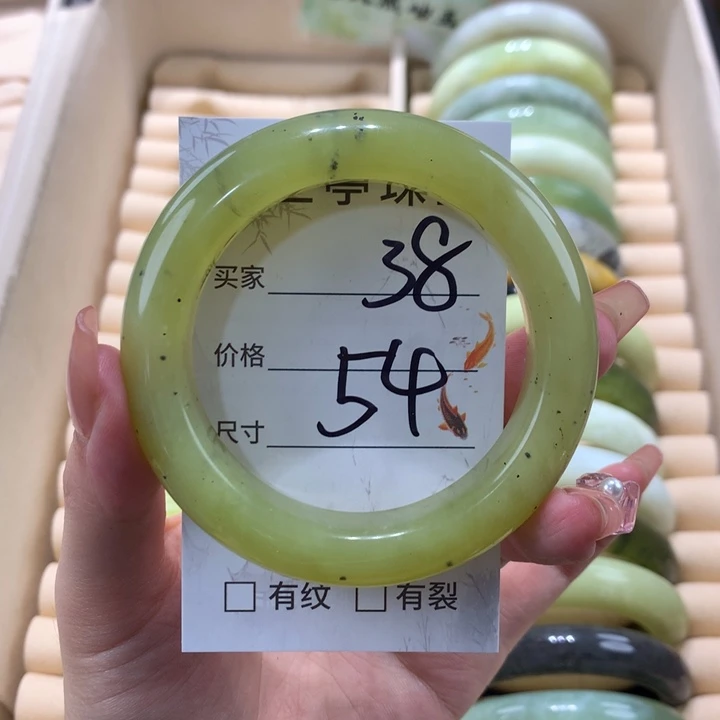 买家 38
价格
54
尺寸
□ 有纹 □ 有裂